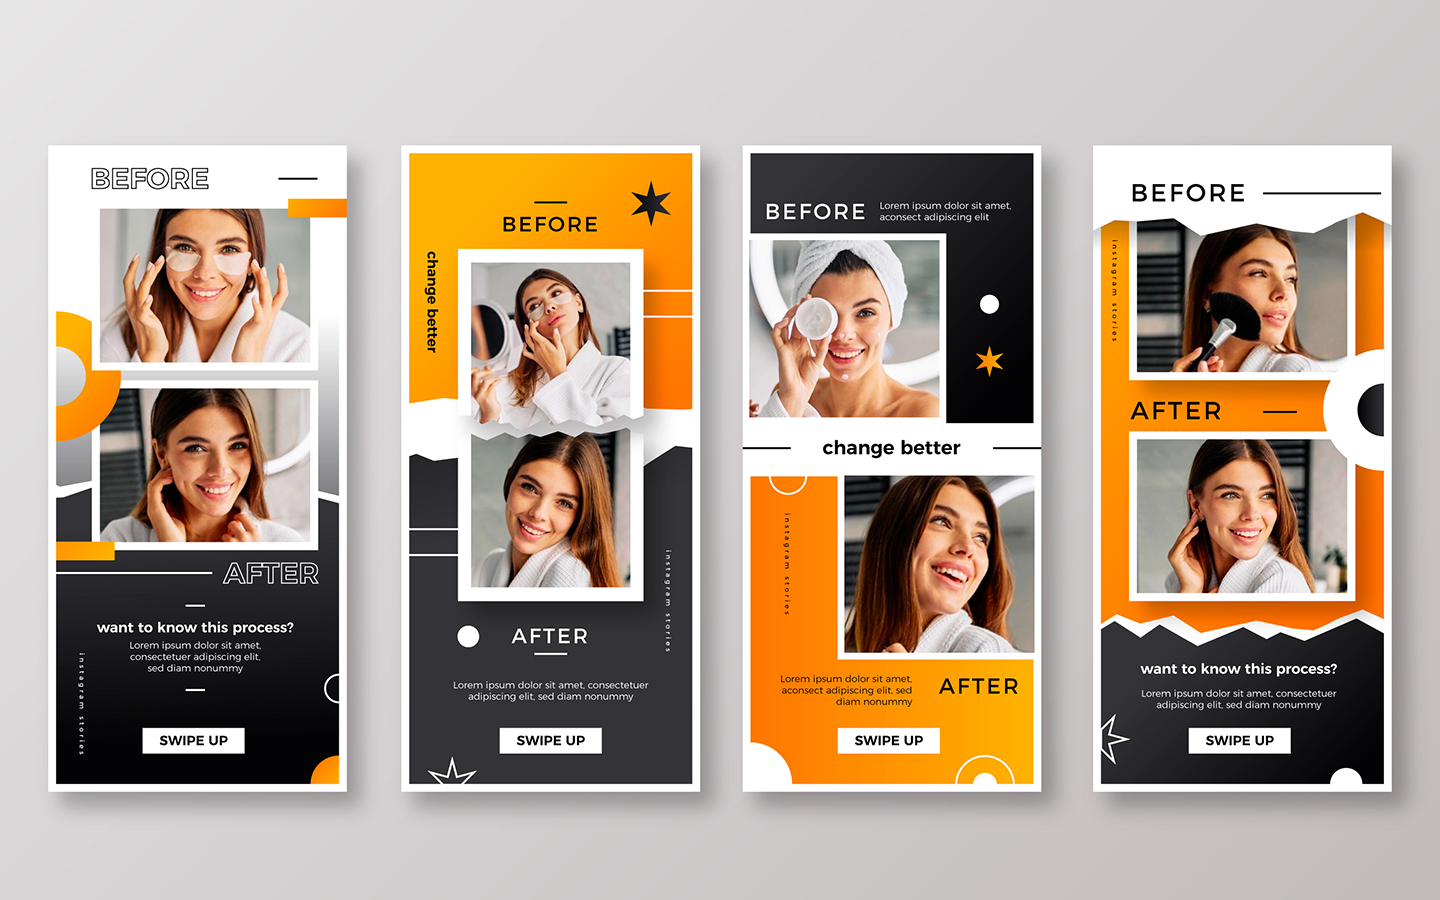 BEFORE
AFTER
want to know this process?
Lorem ipsum dolor sit amet,
consectetuer adipiscing elit,
sed diam nonummy
instagram stories
SWIPE UP
BEFORE
change better
instagram stories
AFTER
Lorem ipsum dolor sit amet, consectetuer
adipiscing elit, sed diam nonummy
SWIPE UP
BEFORE
Lorem ipsum dolor sit amet,
aconsect adipiscing elit
change better
instagram stories
Lorem ipsum dolor sit amet,
aconsect adipiscing elit, sed
diam nonummy
AFTER
SWIPE UP
BEFORE
instagram stories
AFTER
want to know this process?
Lorem ipsum dolor sit amet, consectetuer
adipiscing elit, sed diam nonummy
SWIPE UP